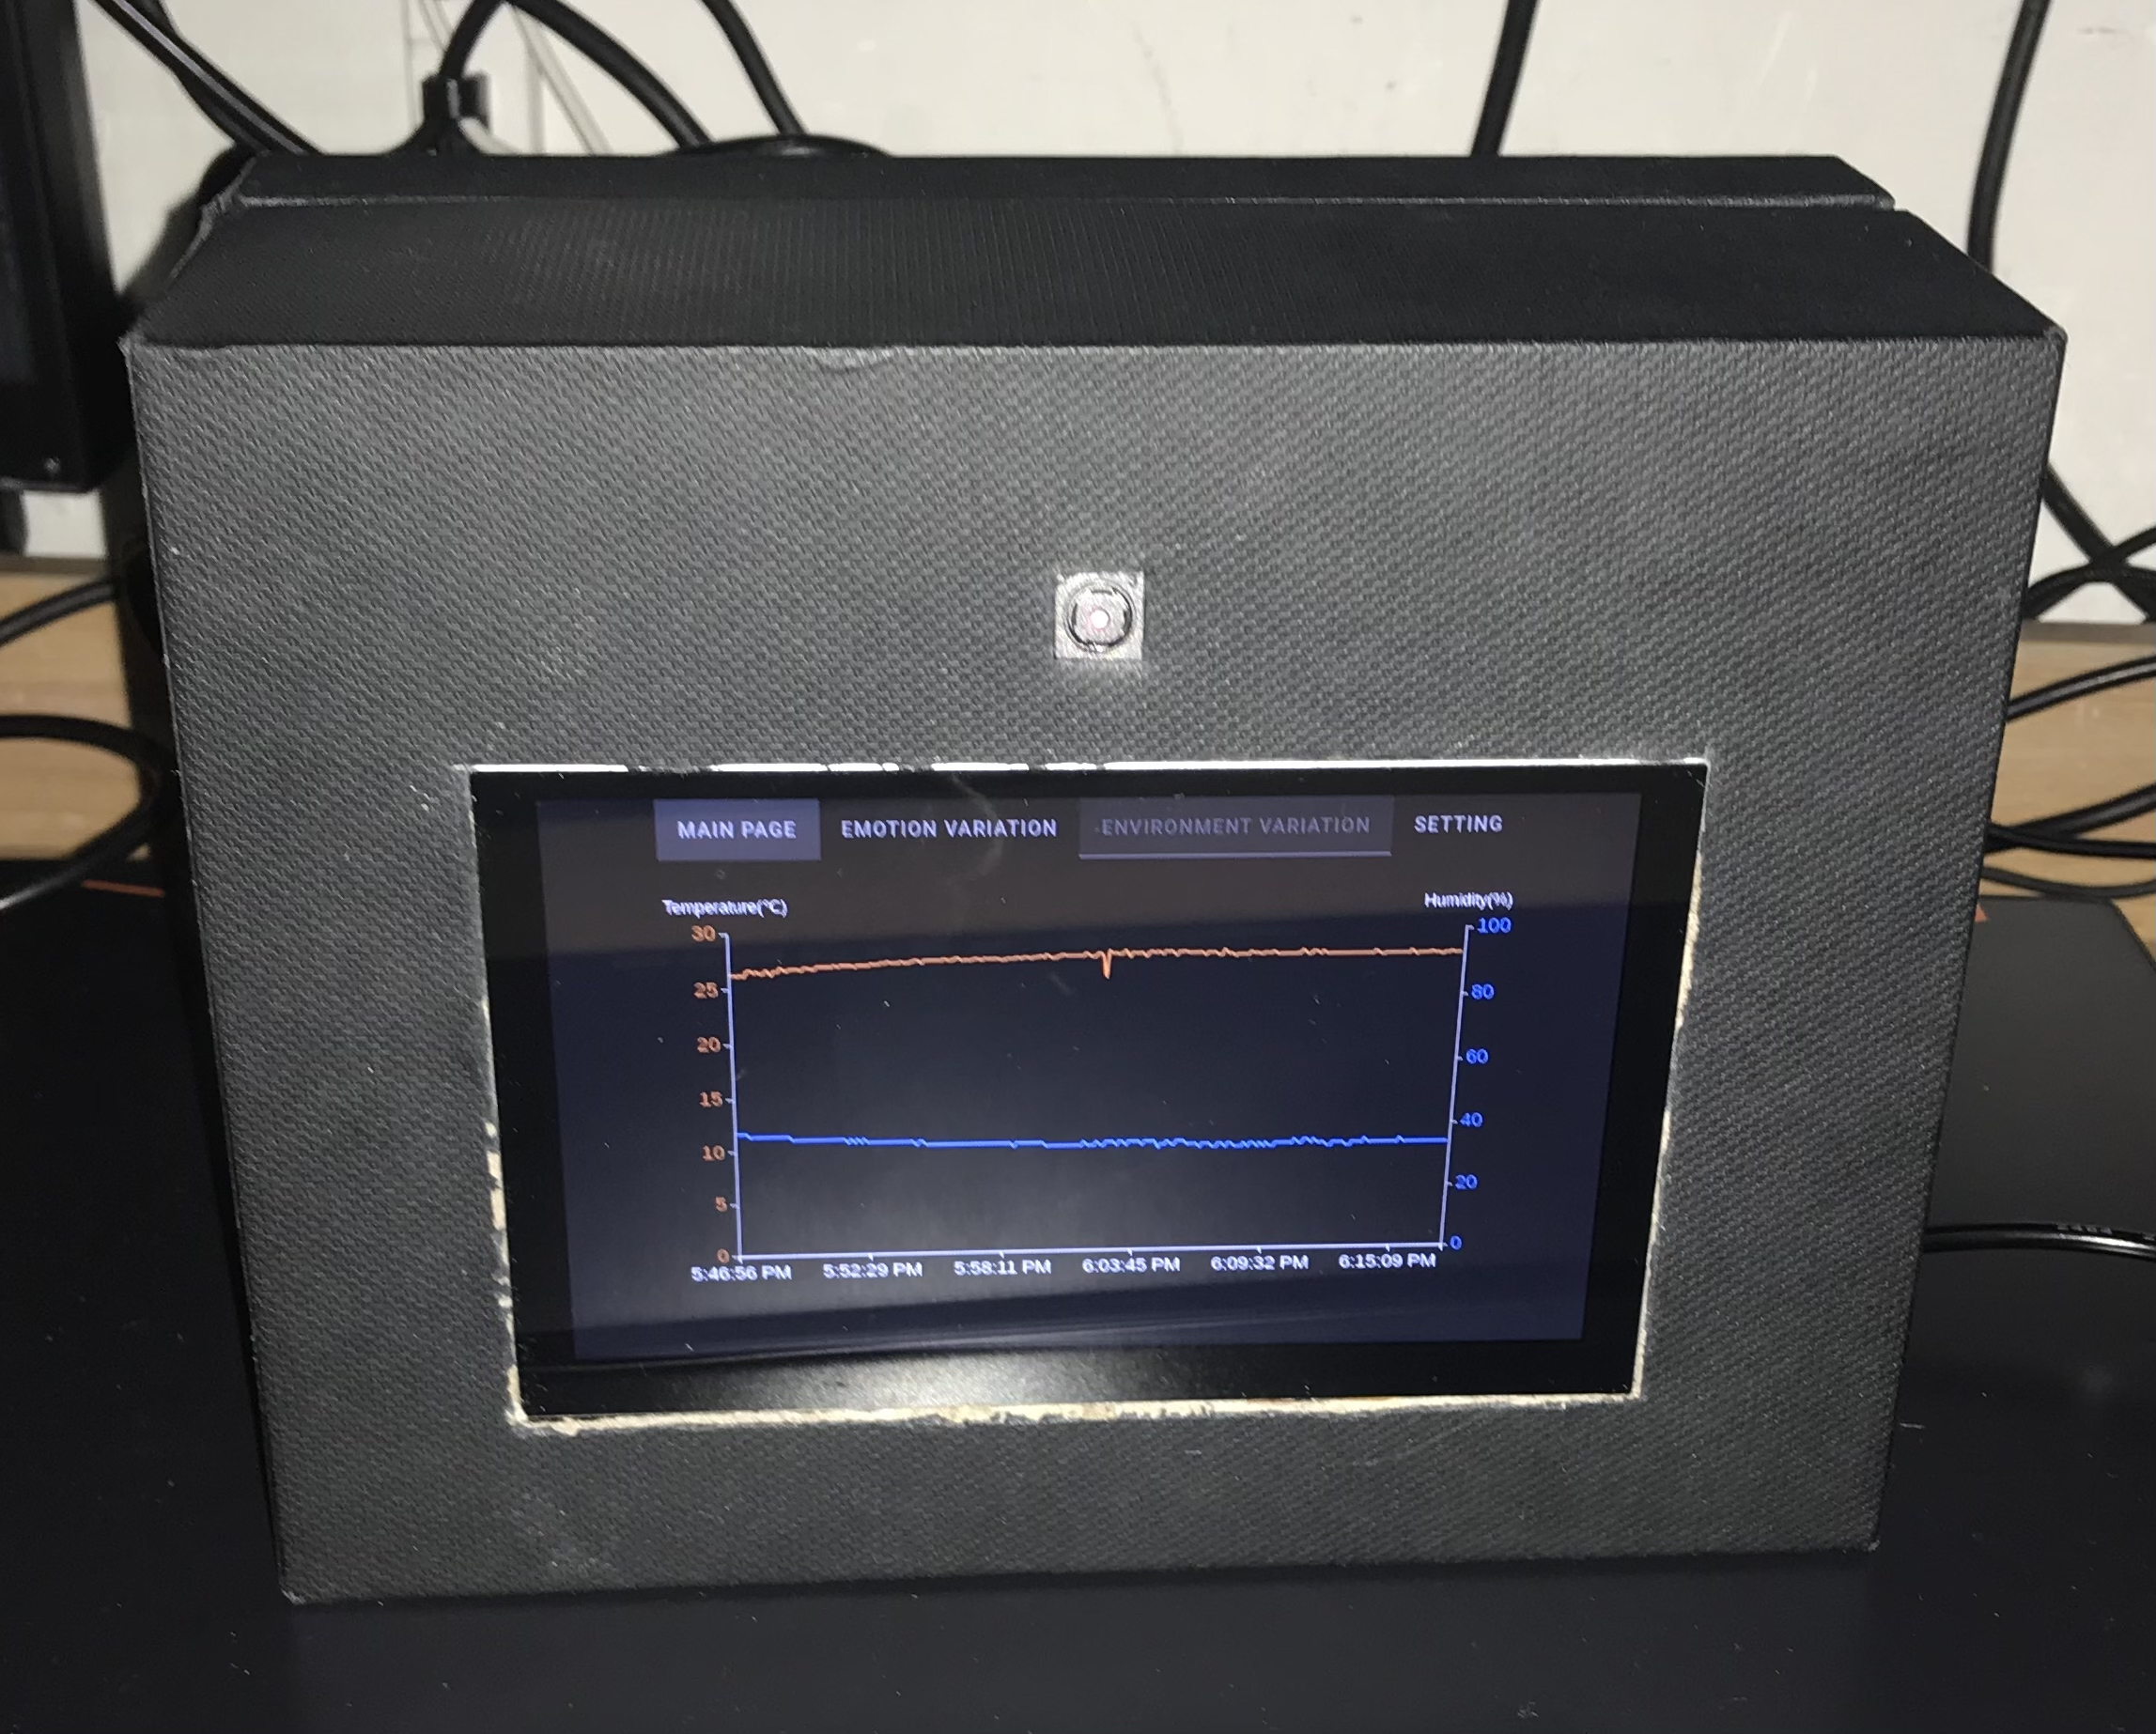 MAIN PAGE EMOTION VARIATION ENVIRONMENT VARIATION SETTING
Temperature(°C) Humidity(%)
30 100
25 80
20 60
15 40
10 20
5
0 0
5:46:56 PM 5:52:29 PM 5:58:11 PM 6:03:45 PM 6:09:32 PM 6:15:09 PM